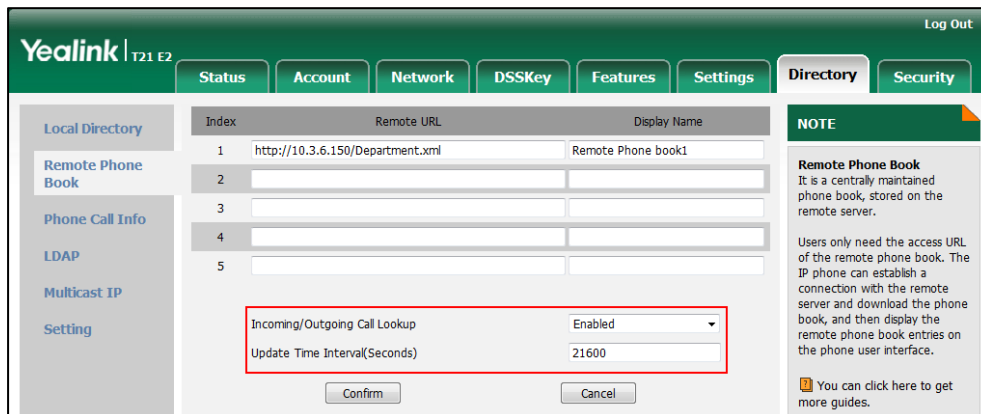 Log Out
Yealink T21 E2
Status Account Network DSSKey Features Settings Directory Security
Local Directory
Remote Phone
Book
Phone Call Info
LDAP
Multicast IP
Setting
Index Remote URL Display Name
1 http://10.3.6.150/Department.xml Remote Phone book1
2
3
4
5
Incoming/Outgoing Call Lookup Enabled
Update Time Interval(Seconds) 21600
Confirm Cancel
NOTE
Remote Phone Book
It is a centrally maintained
phone book, stored on the
remote server.
Users only need the access URL
of the remote phone book. The
IP phone can establish a
connection with the remote
server and download the phone
book, and then display the
remote phone book entries on
the phone user interface.
You can click here to get
more guides.